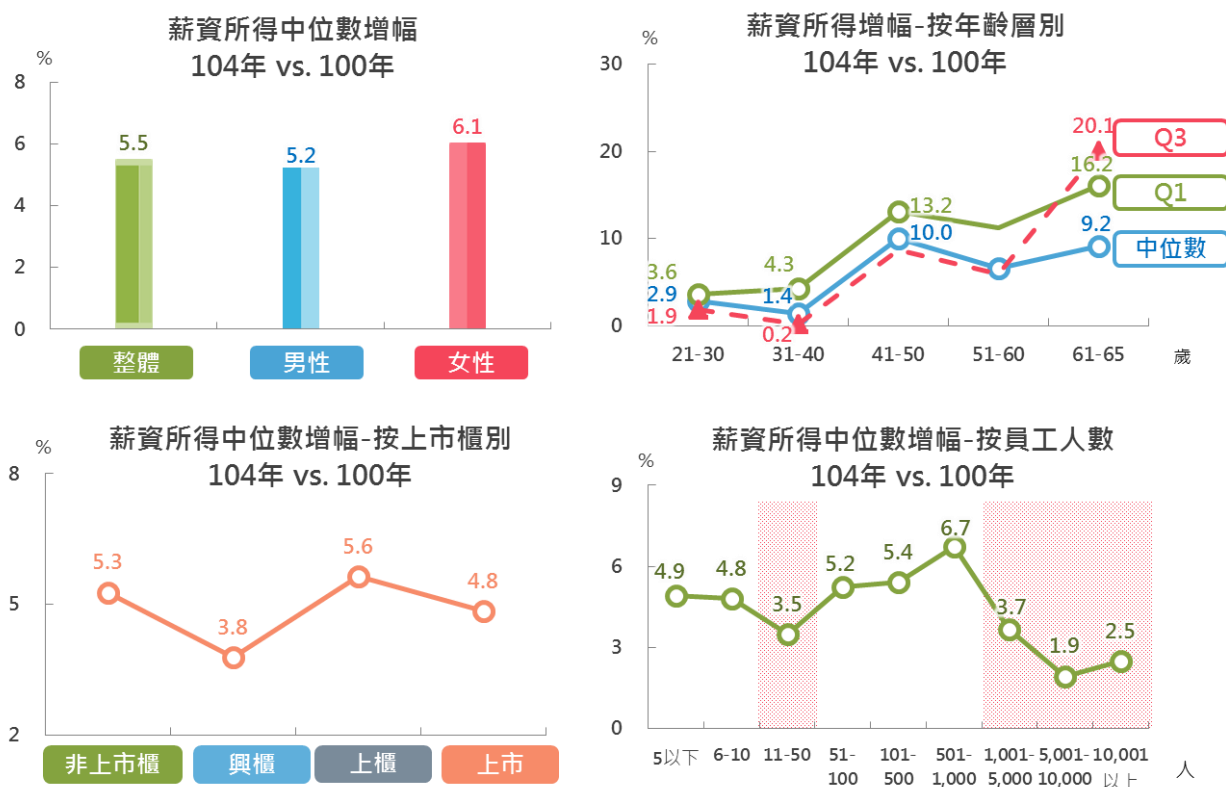 薪資所得中位數增幅
104年 vs. 100年
%
8
6
4
2
0
5.5
5.2
6.1
整體
男性
女性
薪資所得增幅-按年齡層別
104年 vs. 100年
%
30
20
10
0
3.6
2.9
1.9
4.3
1.4
0.2
13.2
10.0
20.1
16.2
9.2
Q3
Q1
中位數
21-30
31-40
41-50
51-60
61-65
歲
薪資所得中位數增幅-按上市櫃別
104年 vs. 100年
%
8
5
2
5.3
3.8
5.6
4.8
非上市櫃
興櫃
上櫃
上市
薪資所得中位數增幅-按員工人數
104年 vs. 100年
%
9
6
3
0
4.9
4.8
3.5
5.2
5.4
6.7
3.7
1.9
2.5
5以下
6-10
11-50
51-
100
101-
500
501-
1,000
1,001-
5,000
5,001-
10,000
10,001
以上
人